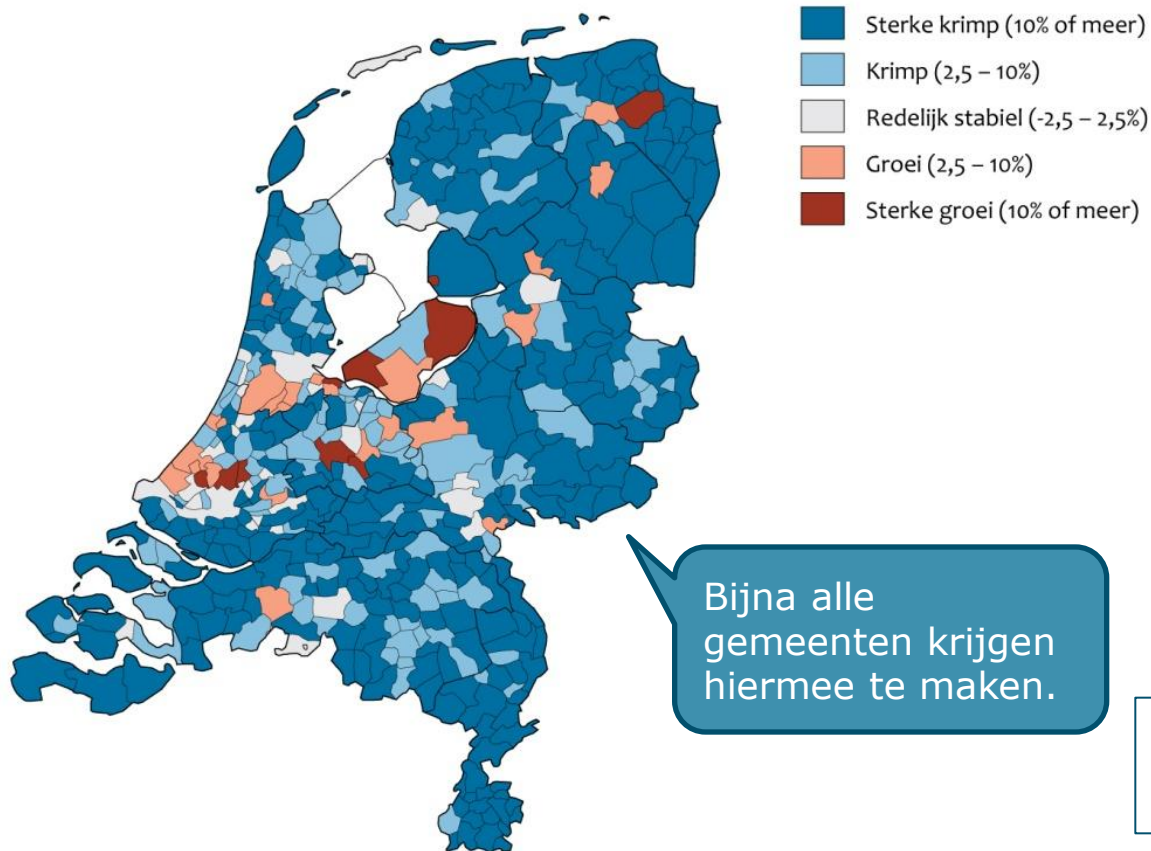 Sterke krimp (10% of meer)
Krimp (2,5 – 10%)
Redelijk stabiel (-2,5 – 2,5%)
Groei (2,5 – 10%)
Sterke groei (10% of meer)
Bijna alle
gemeenten krijgen
hiermee te maken.